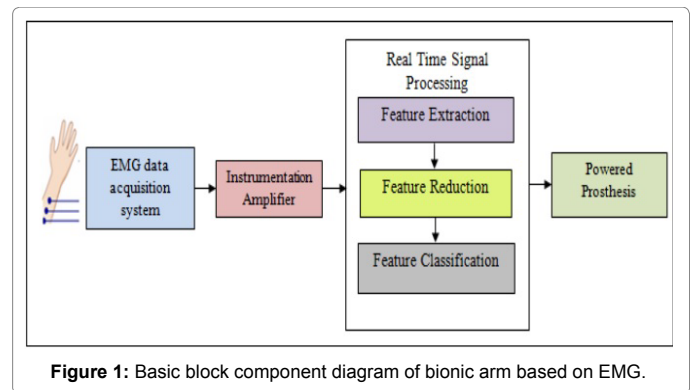 EMG data
acquisition
system
Instrumentation
Amplifier
Real Time Signal
Processing
Feature Extraction
Feature Reduction
Feature Classification
Powered
Prosthesis
Figure 1: Basic block component diagram of bionic arm based on EMG.